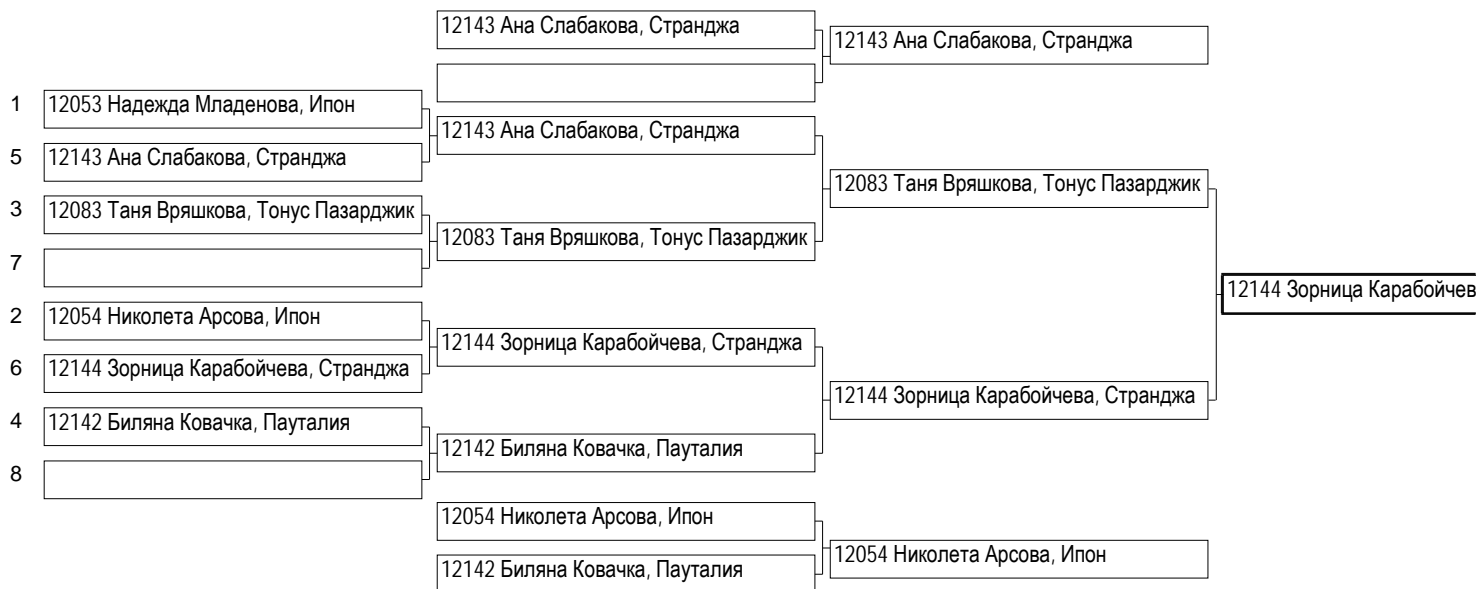 12143 Ана Слабакова, Странджа
12143 Ана Слабакова, Странджа
1 12053 Надежда Младенова, Ипон
12143 Ана Слабакова, Странджа
5 12143 Ана Слабакова, Странджа
12083 Таня Вряшкова, Тонус Пазарджик
3 12083 Таня Вряшкова, Тонус Пазарджик
12083 Таня Вряшкова, Тонус Пазарджик
7
12144 Зорница Карабойчев
2 12054 Николета Арсова, Ипон
12144 Зорница Карабойчева, Странджа
6 12144 Зорница Карабойчева, Странджа
12144 Зорница Карабойчева, Странджа
4 12142 Биляна Ковачка, Пауталия
12142 Биляна Ковачка, Пауталия
8
12054 Николета Арсова, Ипон
12054 Николета Арсова, Ипон
12142 Биляна Ковачка, Пауталия